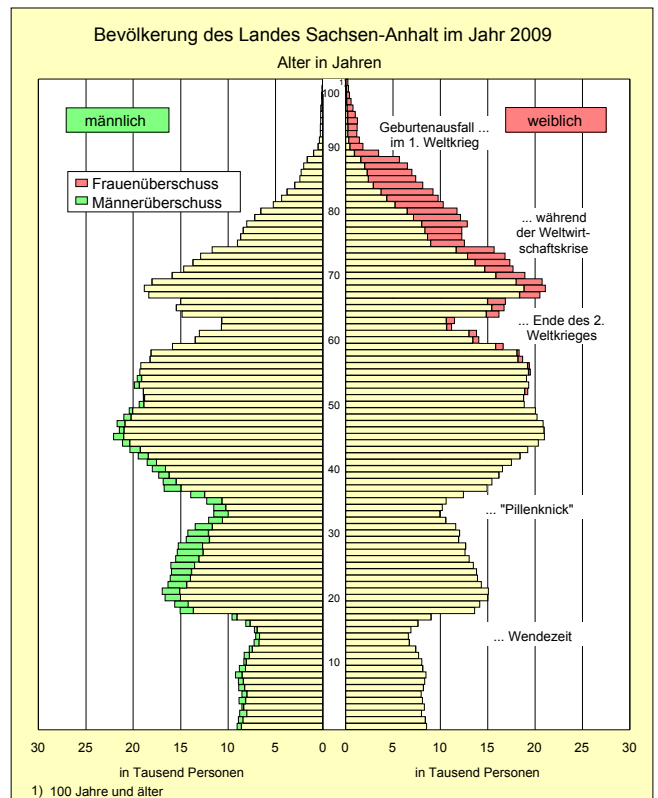 Bevölkerung des Landes Sachsen-Anhalt im Jahr 2009
Alter in Jahren
1
100
männlich
weiblich
Geburtenausfall ...
im 1. Weltkrieg
90
Frauenüberschuss
Männerüberschuss
80
... während
der Weltwirt-
schaftskrise
70
... Ende des 2.
Weltkrieges
60
50
40
... "Pillenknick"
30
20
... Wendezeit
10
30 25 20 15 10 5 0 0 5 10 15 20 25 30
in Tausend Personen in Tausend Personen
1) 100 Jahre und älter